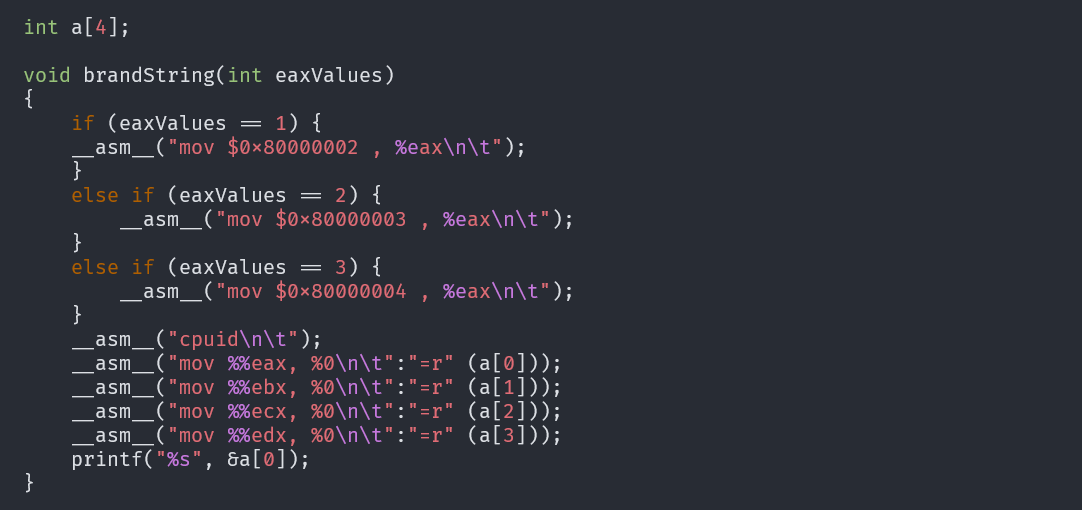 int a[4];

void brandString(int eaxValues)
{
    if (eaxValues == 1) {
    __asm__("mov $0x80000002 , %eax\n\t");
    }
    else if (eaxValues == 2) {
        __asm__("mov $0x80000003 , %eax\n\t");
    }
    else if (eaxValues == 3) {
        __asm__("mov $0x80000004 , %eax\n\t");
    }
    __asm__("cpuid\n\t");
    __asm__("mov %%eax, %0\n\t":"=r" (a[0]));
    __asm__("mov %%ebx, %0\n\t":"=r" (a[1]));
    __asm__("mov %%ecx, %0\n\t":"=r" (a[2]));
    __asm__("mov %%edx, %0\n\t":"=r" (a[3]));
    printf("%s", &a[0]);
}